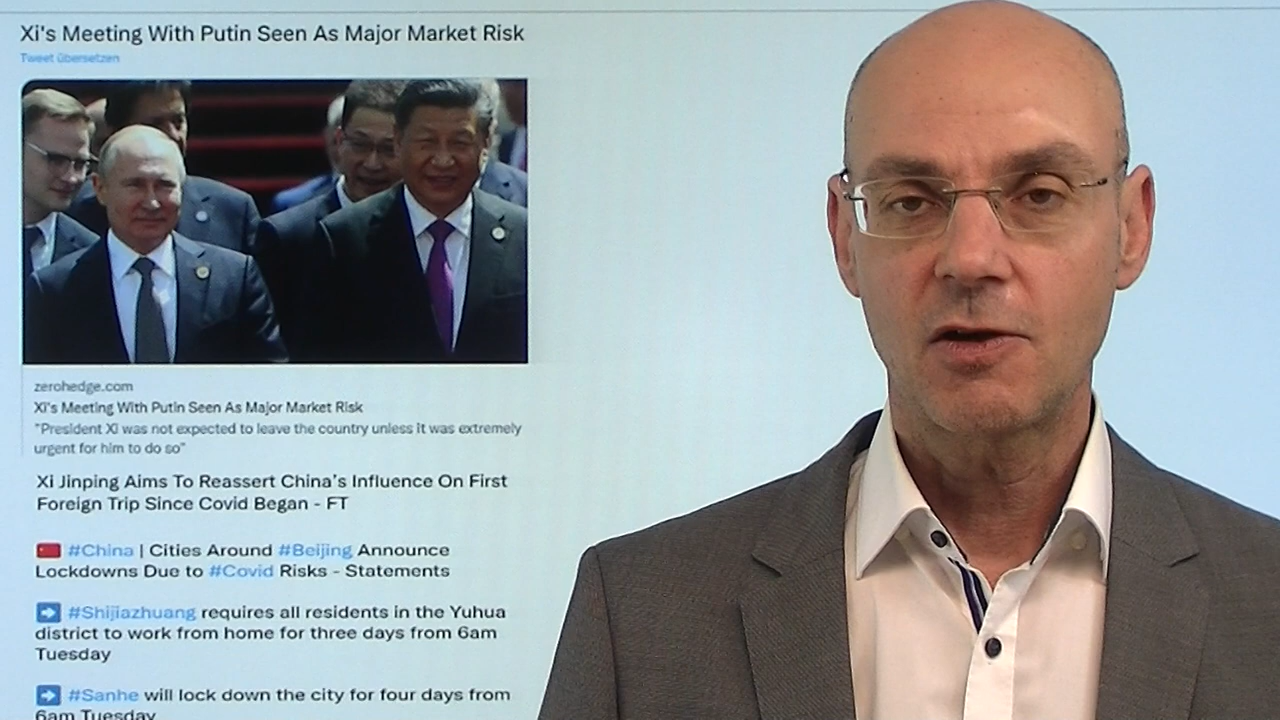 Xi's Meeting With Putin Seen As Major Market Risk
Tweet übersetzen
zerohedge.com
Xi's Meeting With Putin Seen As Major Market Risk
"President Xi was not expected to leave the country unless it was extremely
urgent for him to do so"
Xi Jinping Aims To Reassert China's Influence On First
Foreign Trip Since Covid Began - FT
🇨🇳 #China | Cities Around #Beijing Announce
Lockdowns Due to #Covid Risks - Statements
➡️ #Shijiazhuang requires all residents in the Yuhua
district to work from home for three days from 6am
Tuesday
➡️ #Sanhe will lock down the city for four days from
6am Tuesday